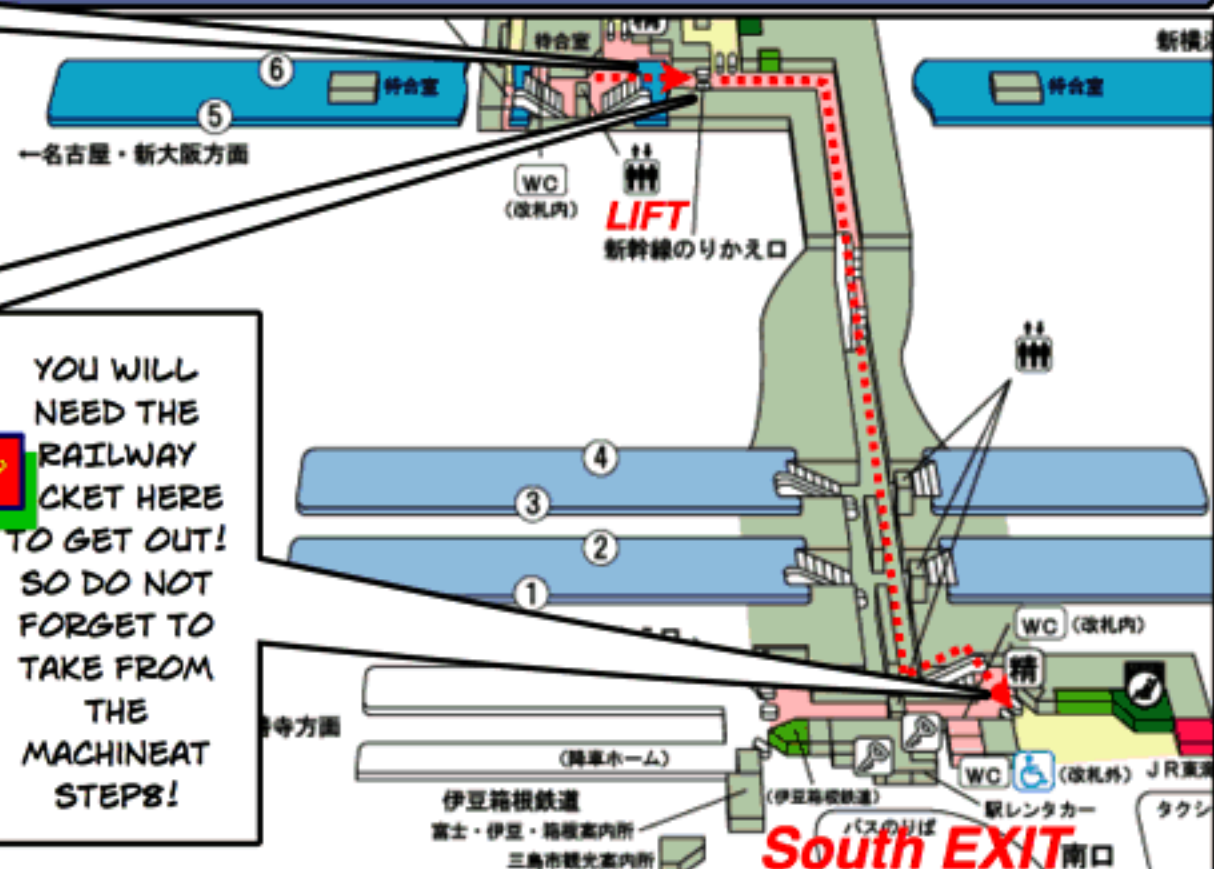 待合室
新横
⑥
待合室
待合室
⑤
←名古屋・新大阪方面
WC
(改札内)
LIFT
新幹線のりかえ口
YOU WILL
NEED THE
RAILWAY
CKET HERE
TO GET OUT!
SO DO NOT
FORGET TO
TAKE FROM
THE
MACHINEAT
STEP8!
④
③
②
①
WC (改札内)
精
寺方面
(降車ホーム)
WC (改札外)
JR東
伊豆箱根鉄道
(伊豆箱根鉄道)
駅レンタカー
タクシ
富士・伊豆・箱根案内所
バスのりば
South EXIT
南口
三島市観光案内所